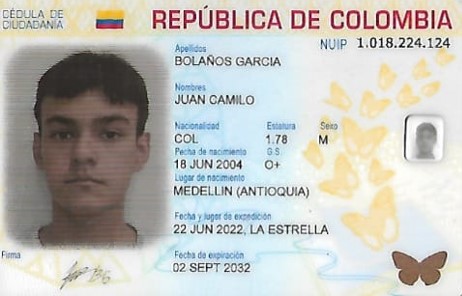 CÉDULA DE
CIUDADANÍA
REPÚBLICA DE COLOMBIA
NUIP 1.018.224.124
Apellidos
BOLAÑOS GARCIA
Nombres
JUAN CAMILO
Nacionalidad Estatura Sexo
COL 1.78 M
Fecha de nacimiento G.S.
18 JUN 2004 O+
Lugar de nacimiento
MEDELLIN (ANTIOQUIA)
Fecha y lugar de expedición
22 JUN 2022, LA ESTRELLA
Firma
Fecha de expiración
02 SEPT 2032